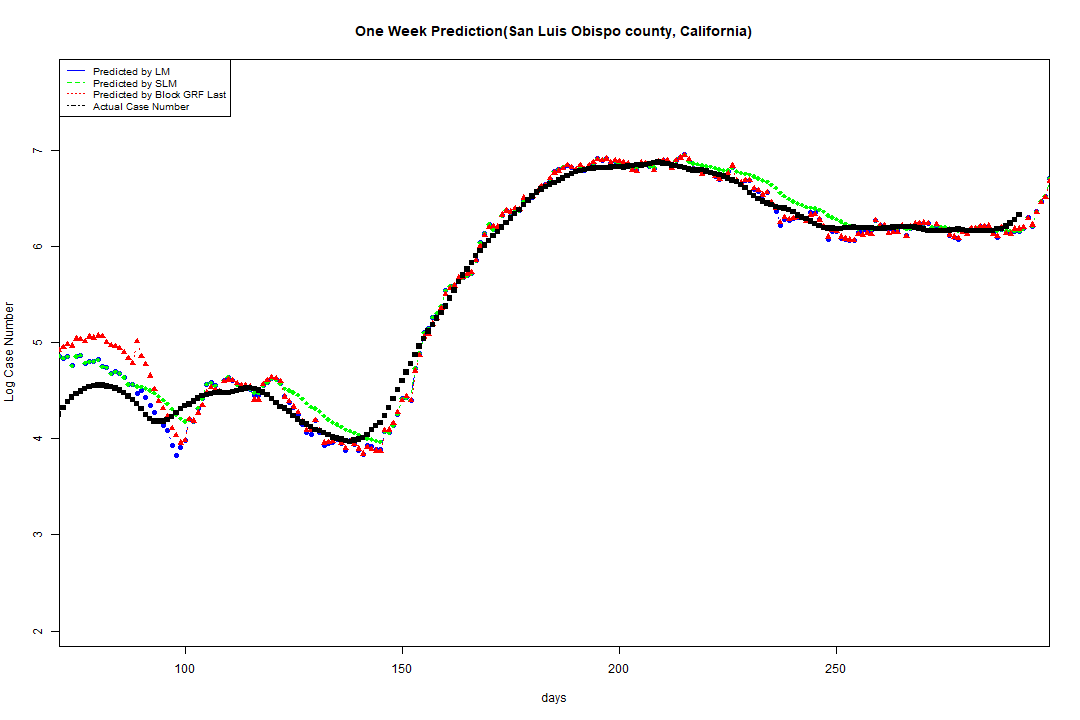 One Week Prediction(San Luis Obispo county, California)
Predicted by LM
Predicted by SLM
Predicted by Block GRF Last
Actual Case Number
7
6
5
4
3
2
Log Case Number
100 150 200 250
days